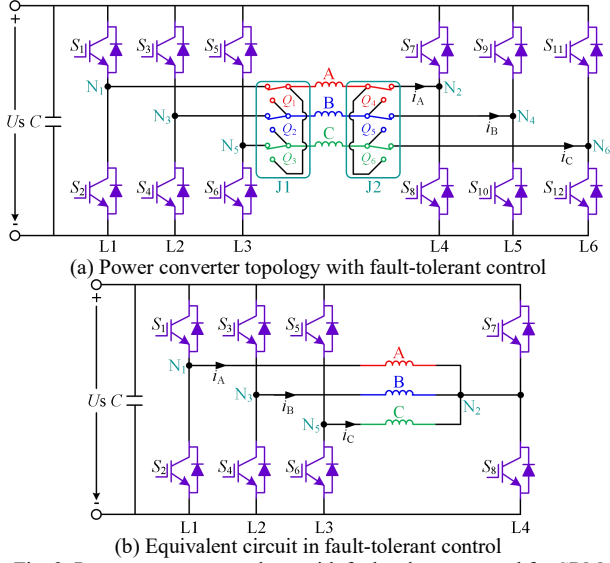 +
S1 S3 S5 S7 S9 S11
A
N1 Q1 Q4 iA N2
B
N3 Q2 Q5 iB N4
Us C
C
N5 Q3 Q6 iC N6
J1 J2
S2 S4 S6 S8 S10 S12
-
L1 L2 L3 L4 L5 L6
(a) Power converter topology with fault-tolerant control
+
S1 S3 S5 S7
A
N1 iA
B
Us C N3 iB N2
C
N5 iC
S2 S4 S6 S8
-
L1 L2 L3 L4
(b) Equivalent circuit in fault-tolerant control